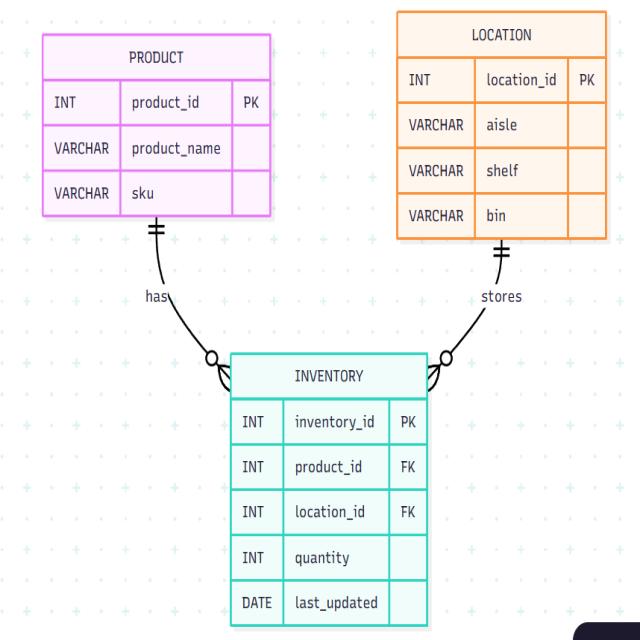 PRODUCT
INT product_id PK
VARCHAR product_name
VARCHAR sku
LOCATION
INT location_id PK
VARCHAR aisle
VARCHAR shelf
VARCHAR bin
has
stores
INVENTORY
INT inventory_id PK
INT product_id FK
INT location_id FK
INT quantity
DATE last_updated